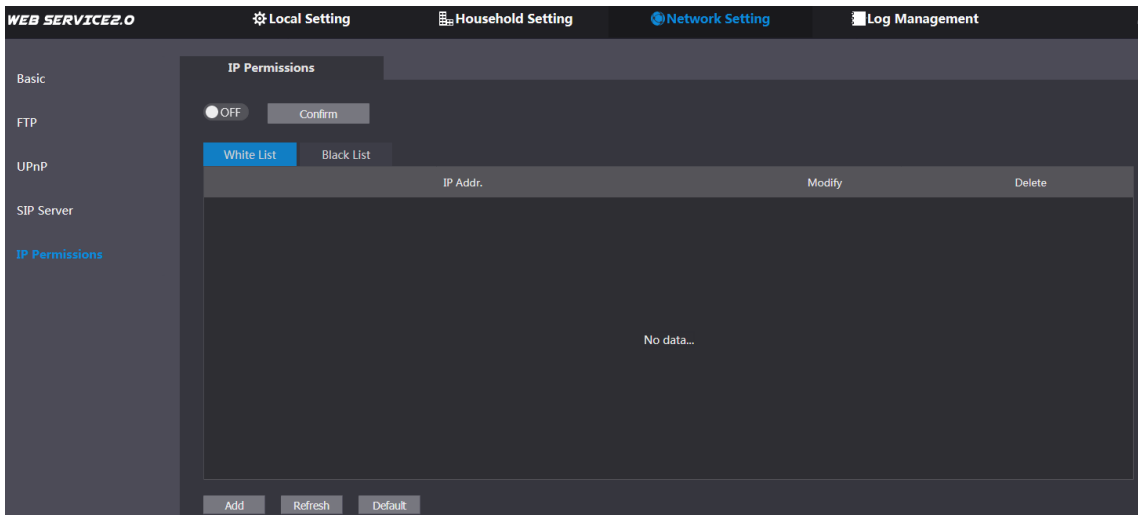 WEB SERVICE2.0 Local Setting Household Setting Network Setting Log Management
Basic
FTP
UPnP
SIP Server
IP Permissions
IP Permissions
OFF Confirm
White List Black List
IP Addr. Modify Delete
No data...
Add Refresh Default